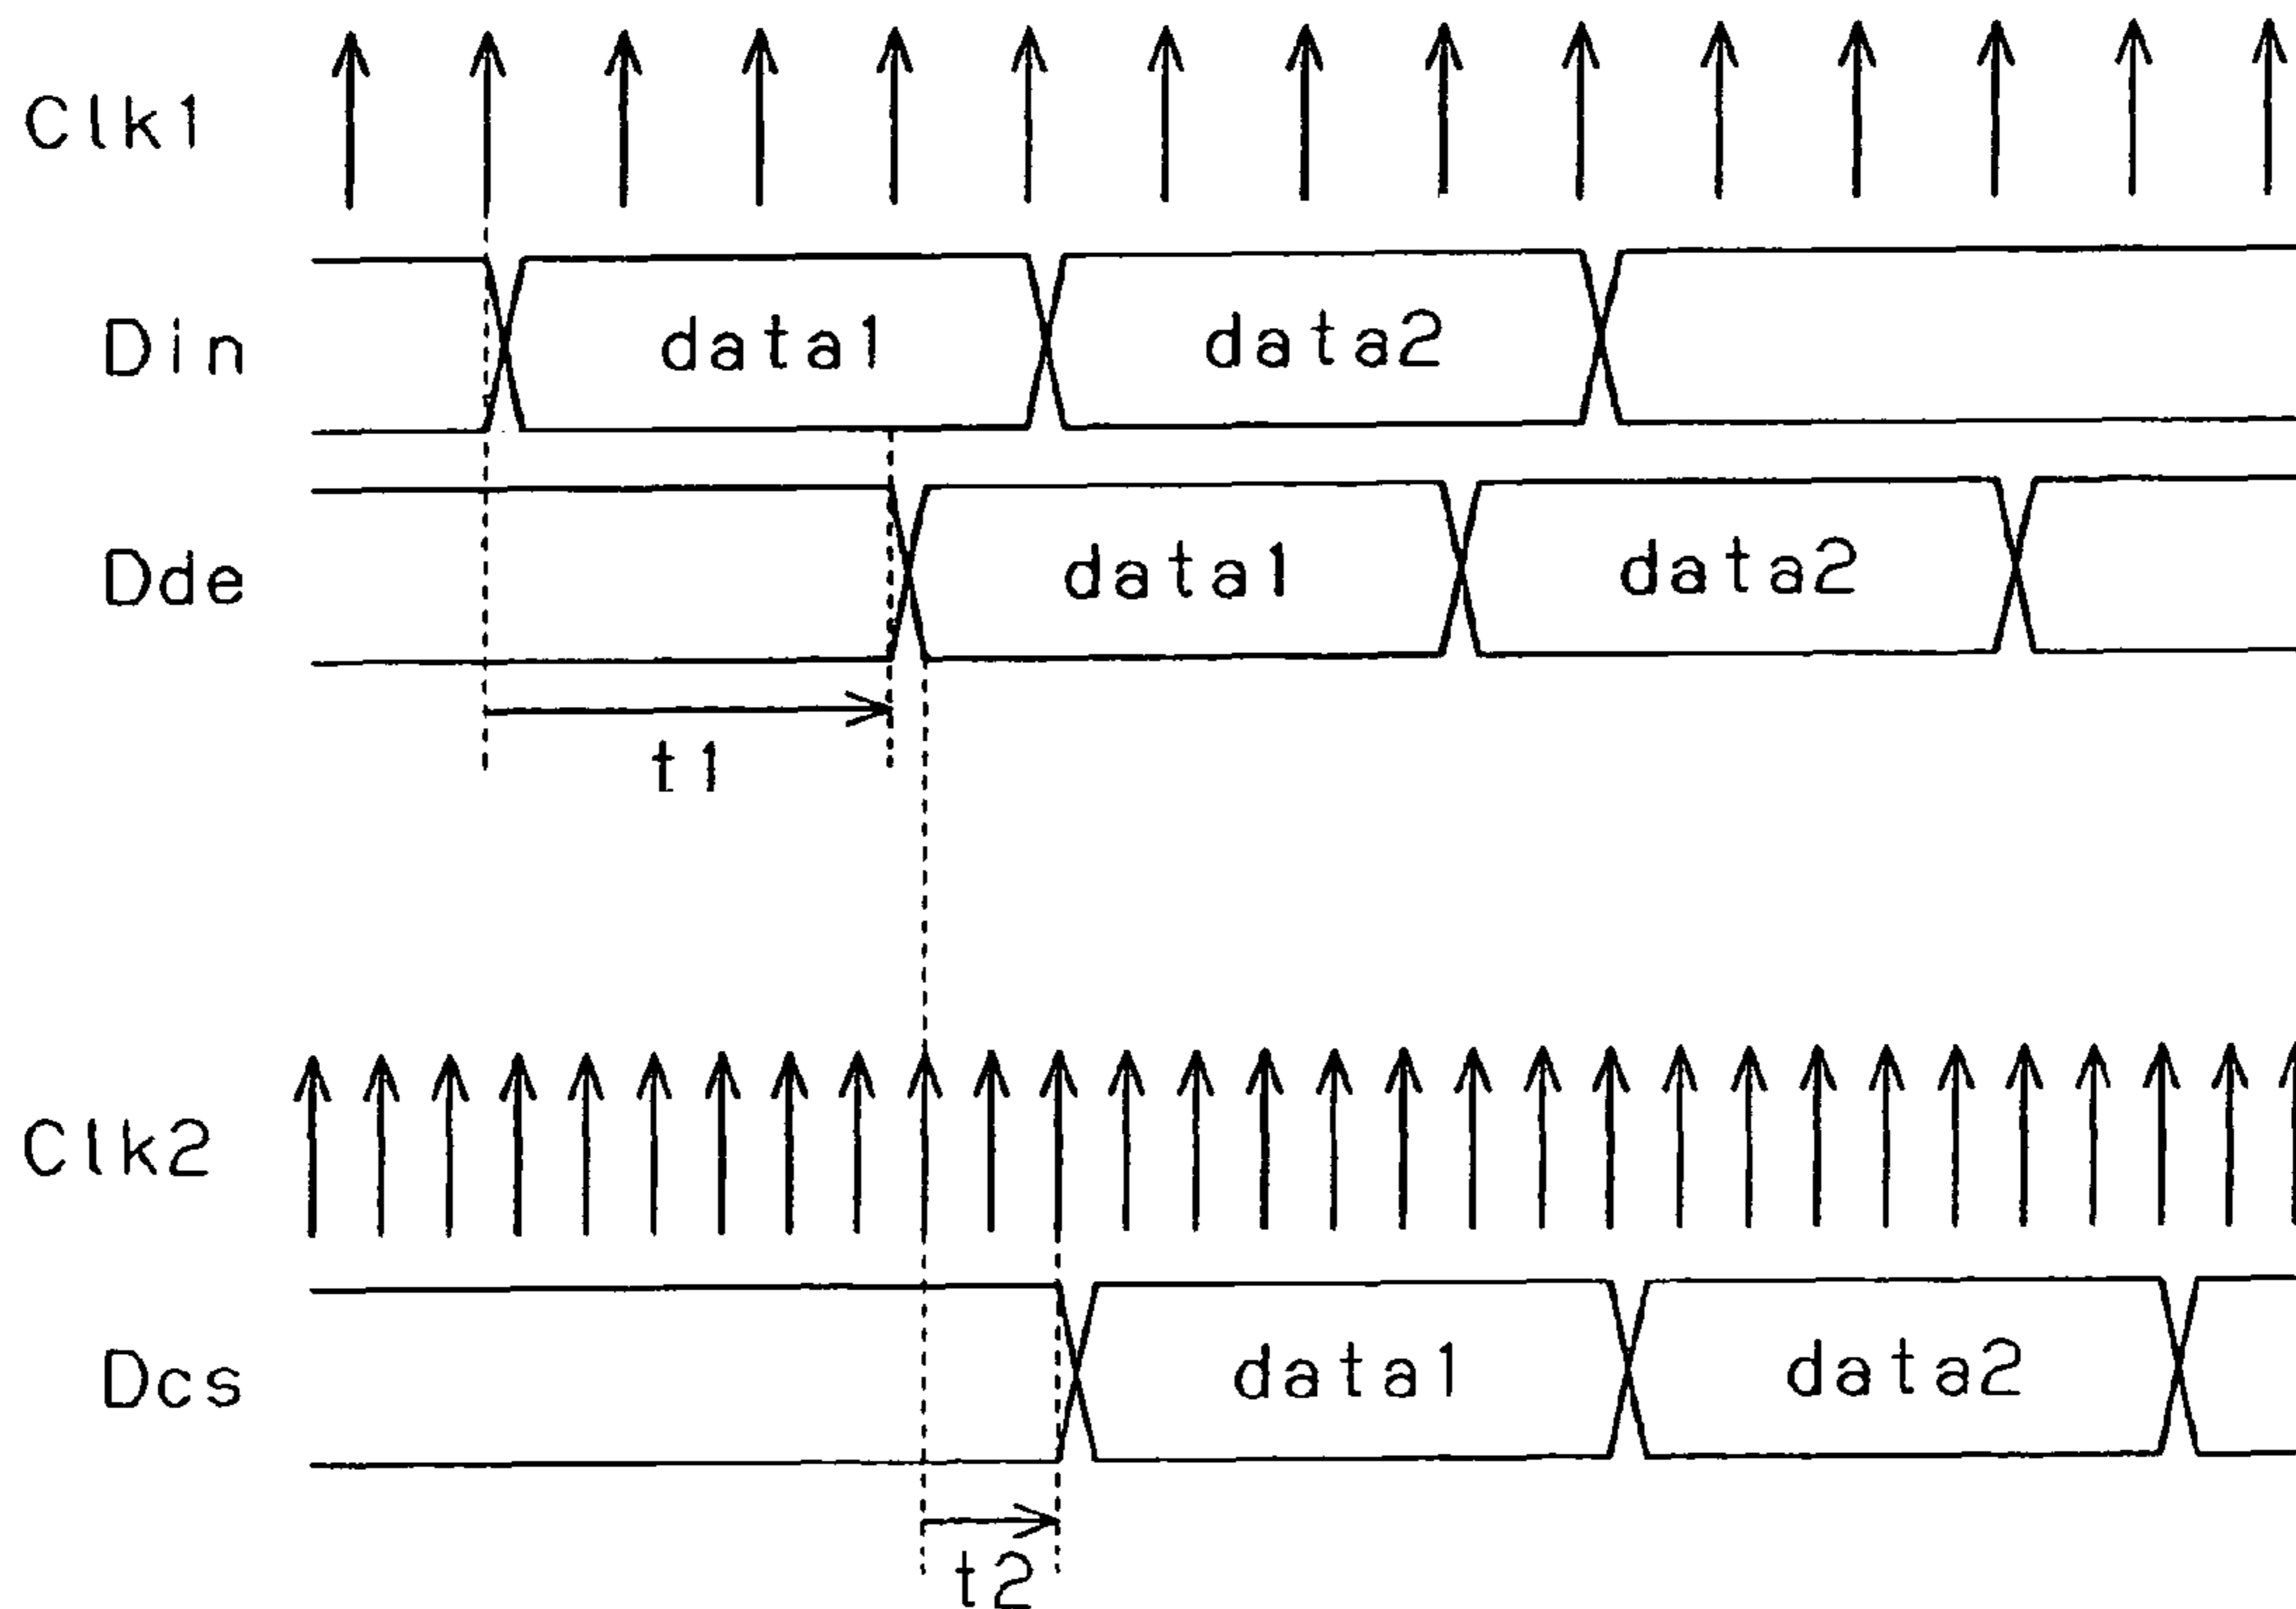 Clk1
Din data1 data2
Dde data1 data2
t1
Clk2
Dcs data1 data2
t2